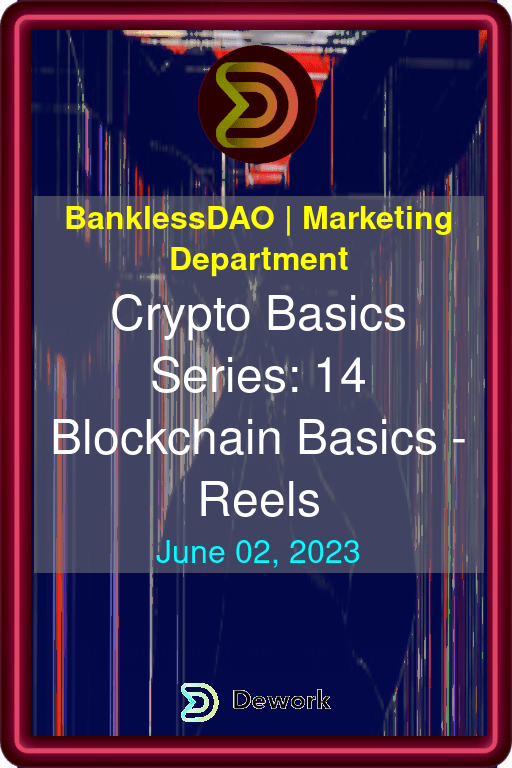 BanklessDAO | Marketing
Department
Crypto Basics
Series: 14
Blockchain Basics -
Reels
June 02, 2023
Dework